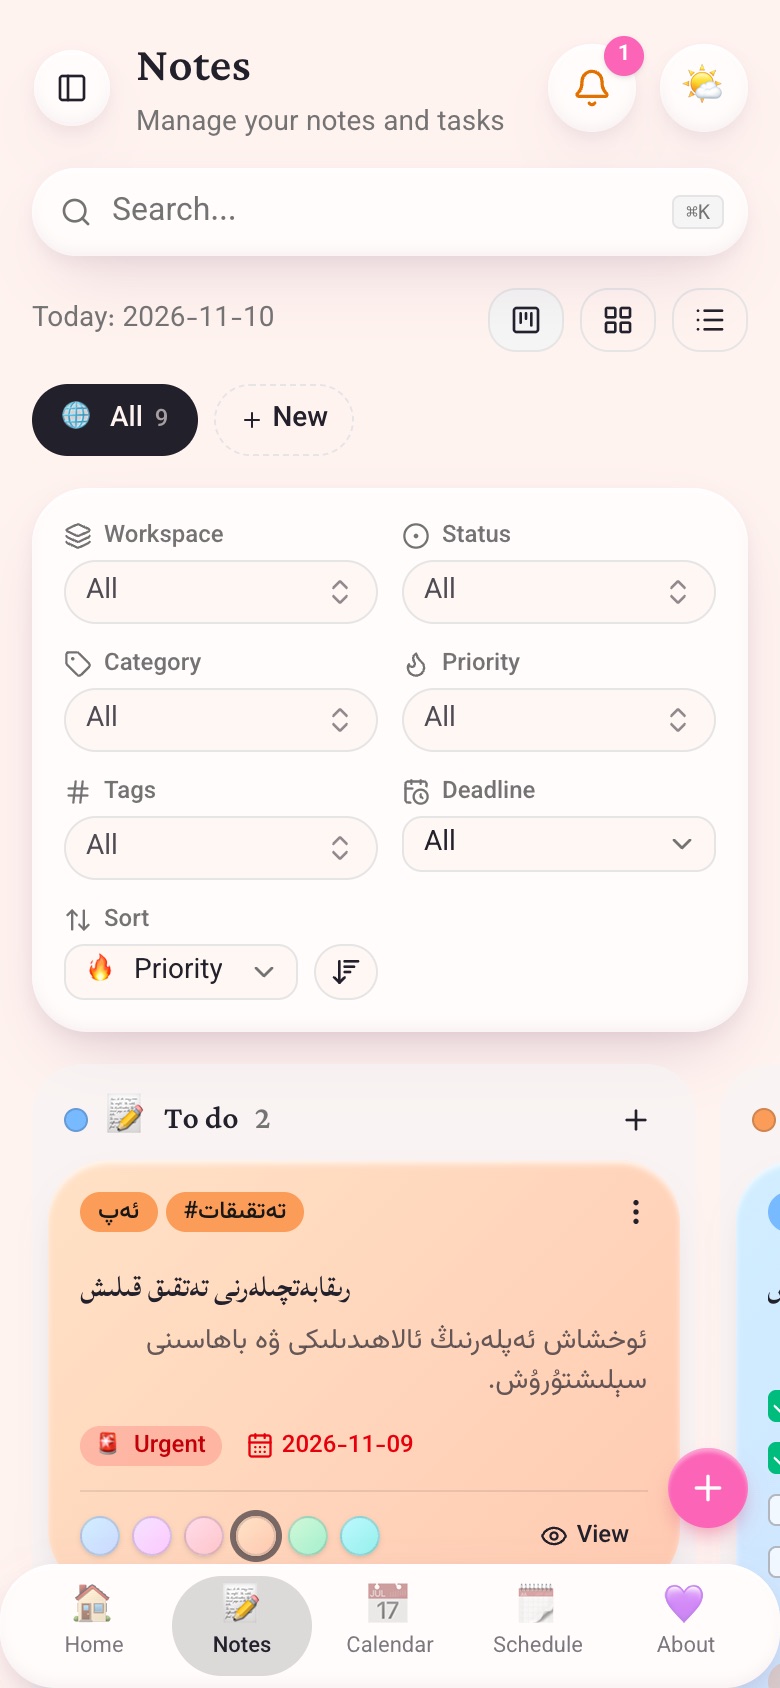 Notes
1
Manage your notes and tasks
Search...
⌘K
Today: 2026-11-10
All 9
+ New
Workspace
Status
All
All
Category
Priority
All
All
Tags
Deadline
All
All
Sort
Priority
To do 2
ئەپ
#تەتقىقات
رىقابەتچىلەرنى تەتقىق قىلىش
ئوخشاش ئەپلەرنىڭ ئالاھىدىلىكى ۋە باھاسىنى
سېلىشتۇرۇش.
Urgent
2026-11-09
View
JUL
17
Home
Notes
Calendar
Schedule
About